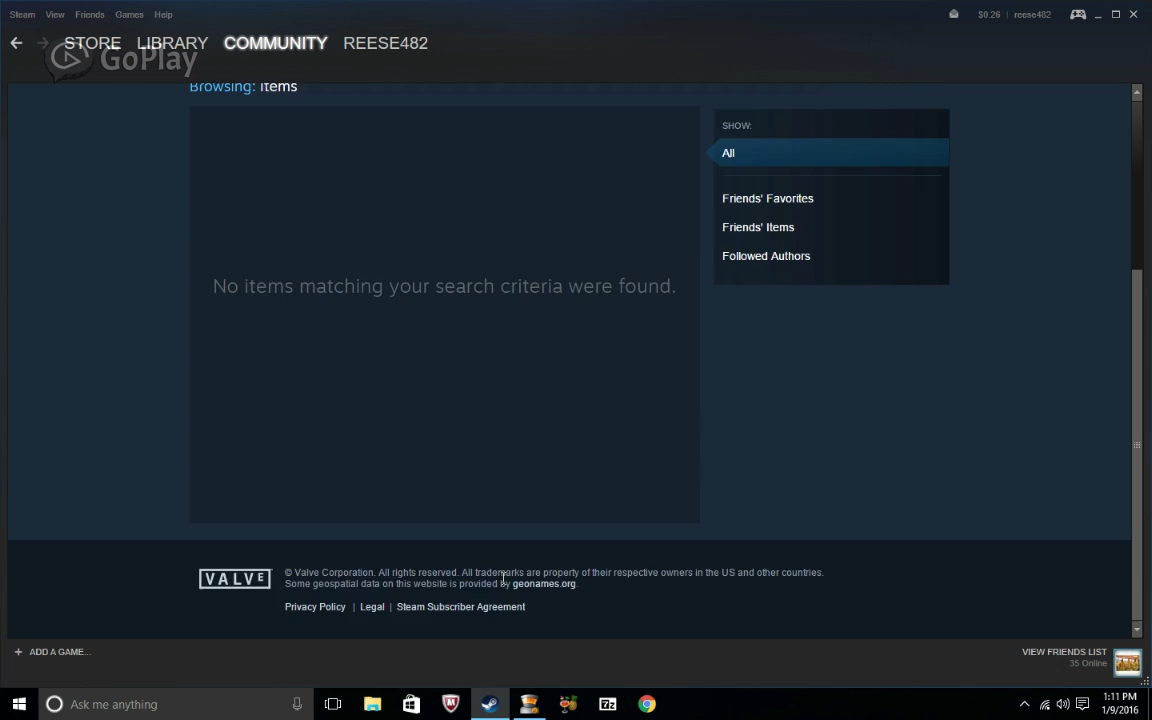 Steam View Friends Games Help
$0.26 | reese482
STORE LIBRARY COMMUNITY REESE482
GoPlay
Browsing: Items
No items matching your search criteria were found.
SHOW:
All
Friends' Favorites
Friends' Items
Followed Authors
VALVE
© Valve Corporation. All rights reserved. All trademarks are property of their respective owners in the US and other countries.
Some geospatial data on this website is provided by geonames.org.
Privacy Policy | Legal | Steam Subscriber Agreement
+ ADD A GAME...
VIEW FRIENDS LIST
35 Online
Ask me anything
7z
1:11 PM
1/9/2016